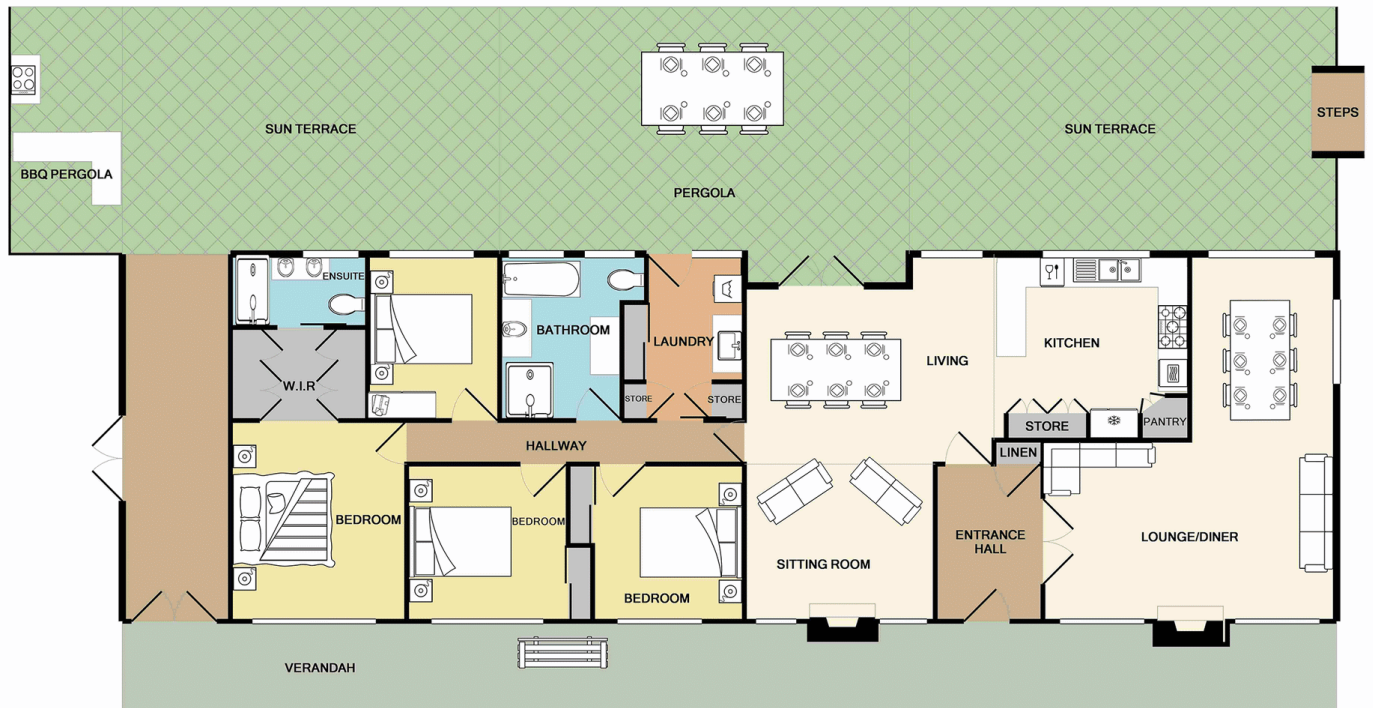 SUN TERRACE
SUN TERRACE
STEPS
BBQ PERGOLA
PERGOLA
ENSUITE
BATHROOM
LAUNDRY
KITCHEN
LIVING
W.I.R
STORE
STORE
STORE
PANTRY
HALLWAY
LINEN
BEDROOM
BEDROOM
ENTRANCE
HALL
LOUNGE/DINER
SITTING ROOM
BEDROOM
VERANDAH